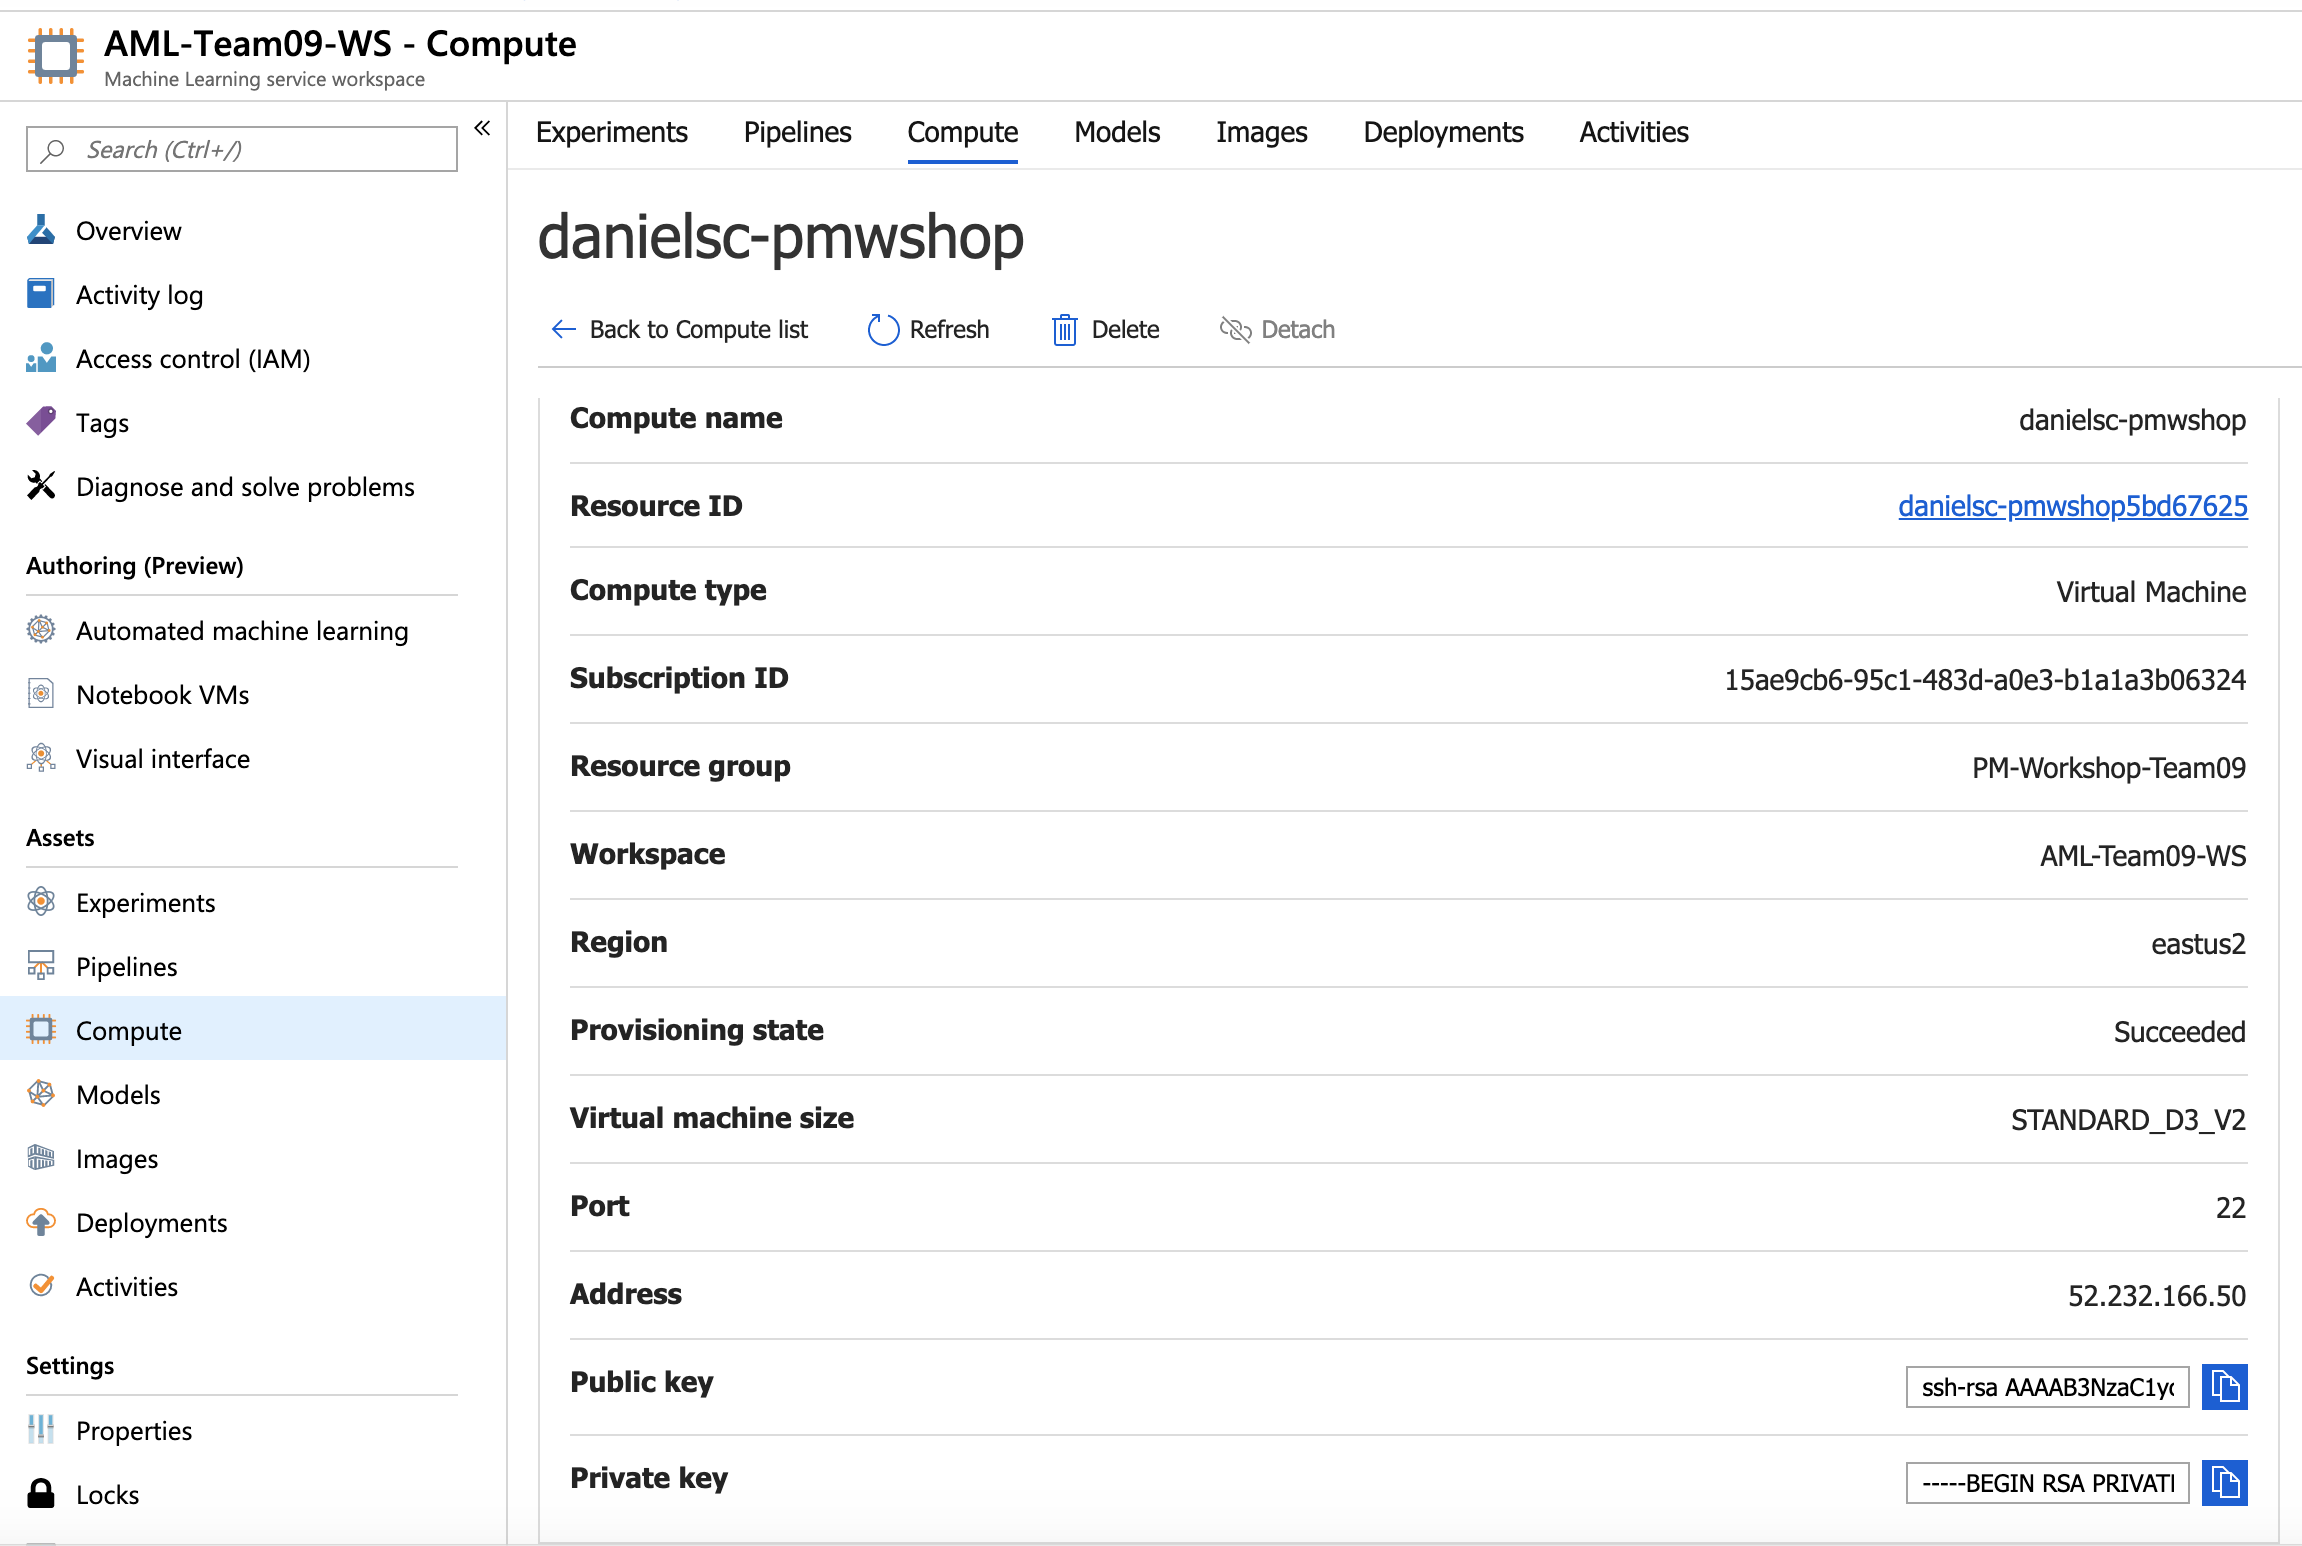 AML-Team09-WS - Compute
Machine Learning service workspace
Search (Ctrl+/)
«
Overview
Activity log
Access control (IAM)
Tags
Diagnose and solve problems
Authoring (Preview)
Automated machine learning
Notebook VMs
Visual interface
Assets
Experiments
Pipelines
Compute
Models
Images
Deployments
Activities
Settings
Properties
Locks
Experiments Pipelines Compute Models Images Deployments Activities
danielsc-pmwshop
Back to Compute list Refresh Delete Detach
Compute name danielsc-pmwshop
Resource ID danielsc-pmwshop5bd67625
Compute type Virtual Machine
Subscription ID 15ae9cb6-95c1-483d-a0e3-b1a1a3b06324
Resource group PM-Workshop-Team09
Workspace AML-Team09-WS
Region eastus2
Provisioning state Succeeded
Virtual machine size STANDARD_D3_V2
Port 22
Address 52.232.166.50
Public key ssh-rsa AAAAB3NzaC1yc
Private key -----BEGIN RSA PRIVATE